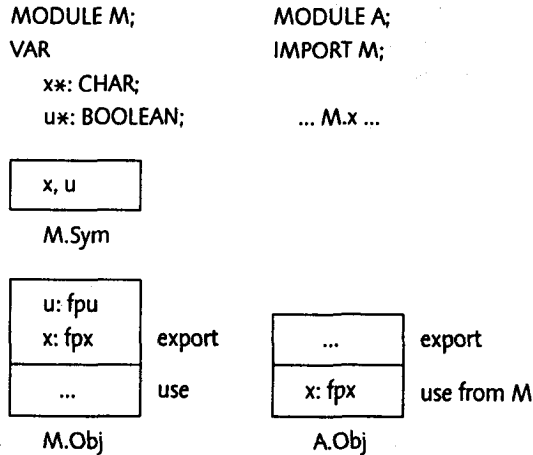 MODULE M;
VAR
x*: CHAR;
u*: BOOLEAN;
MODULE A;
IMPORT M;
... M.x ...
x, u
M.Sym
u: fpu
x: fpx
export
...
use
M.Obj
...
export
x: fpx
use from M
A.Obj